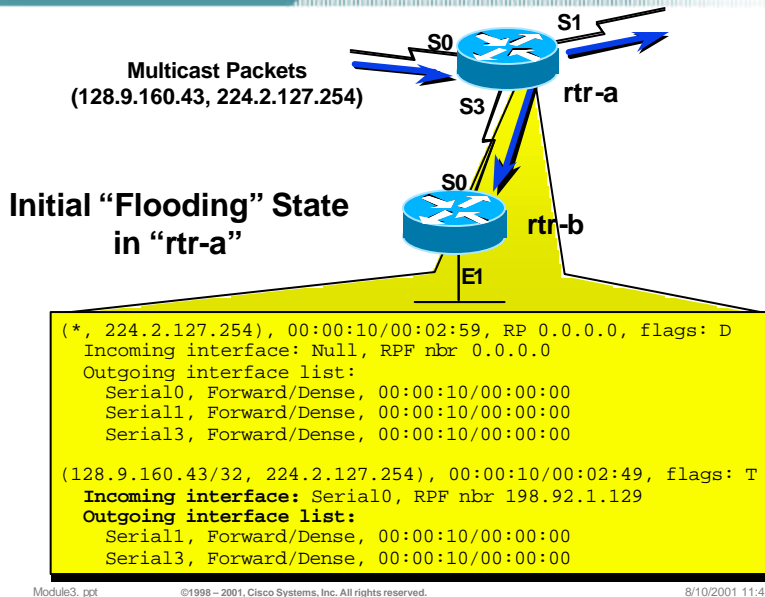 S1
S0
Multicast Packets
(128.9.160.43, 224.2.127.254)
S3
rtr-a
S0
Initial “Flooding” State
in “rtr-a”
rtr-b
E1
(*, 224.2.127.254), 00:00:10/00:02:59, RP 0.0.0.0, flags: D
Incoming interface: Null, RPF nbr 0.0.0.0
Outgoing interface list:
Serial0, Forward/Dense, 00:00:10/00:00:00
Serial1, Forward/Dense, 00:00:10/00:00:00
Serial3, Forward/Dense, 00:00:10/00:00:00
(128.9.160.43/32, 224.2.127.254), 00:00:10/00:02:49, flags: T
Incoming interface: Serial0, RPF nbr 198.92.1.129
Outgoing interface list:
Serial1, Forward/Dense, 00:00:10/00:00:00
Serial3, Forward/Dense, 00:00:10/00:00:00
Module3. ppt ©1998 – 2001, Cisco Systems, Inc. All rights reserved. 8/10/2001 11:4